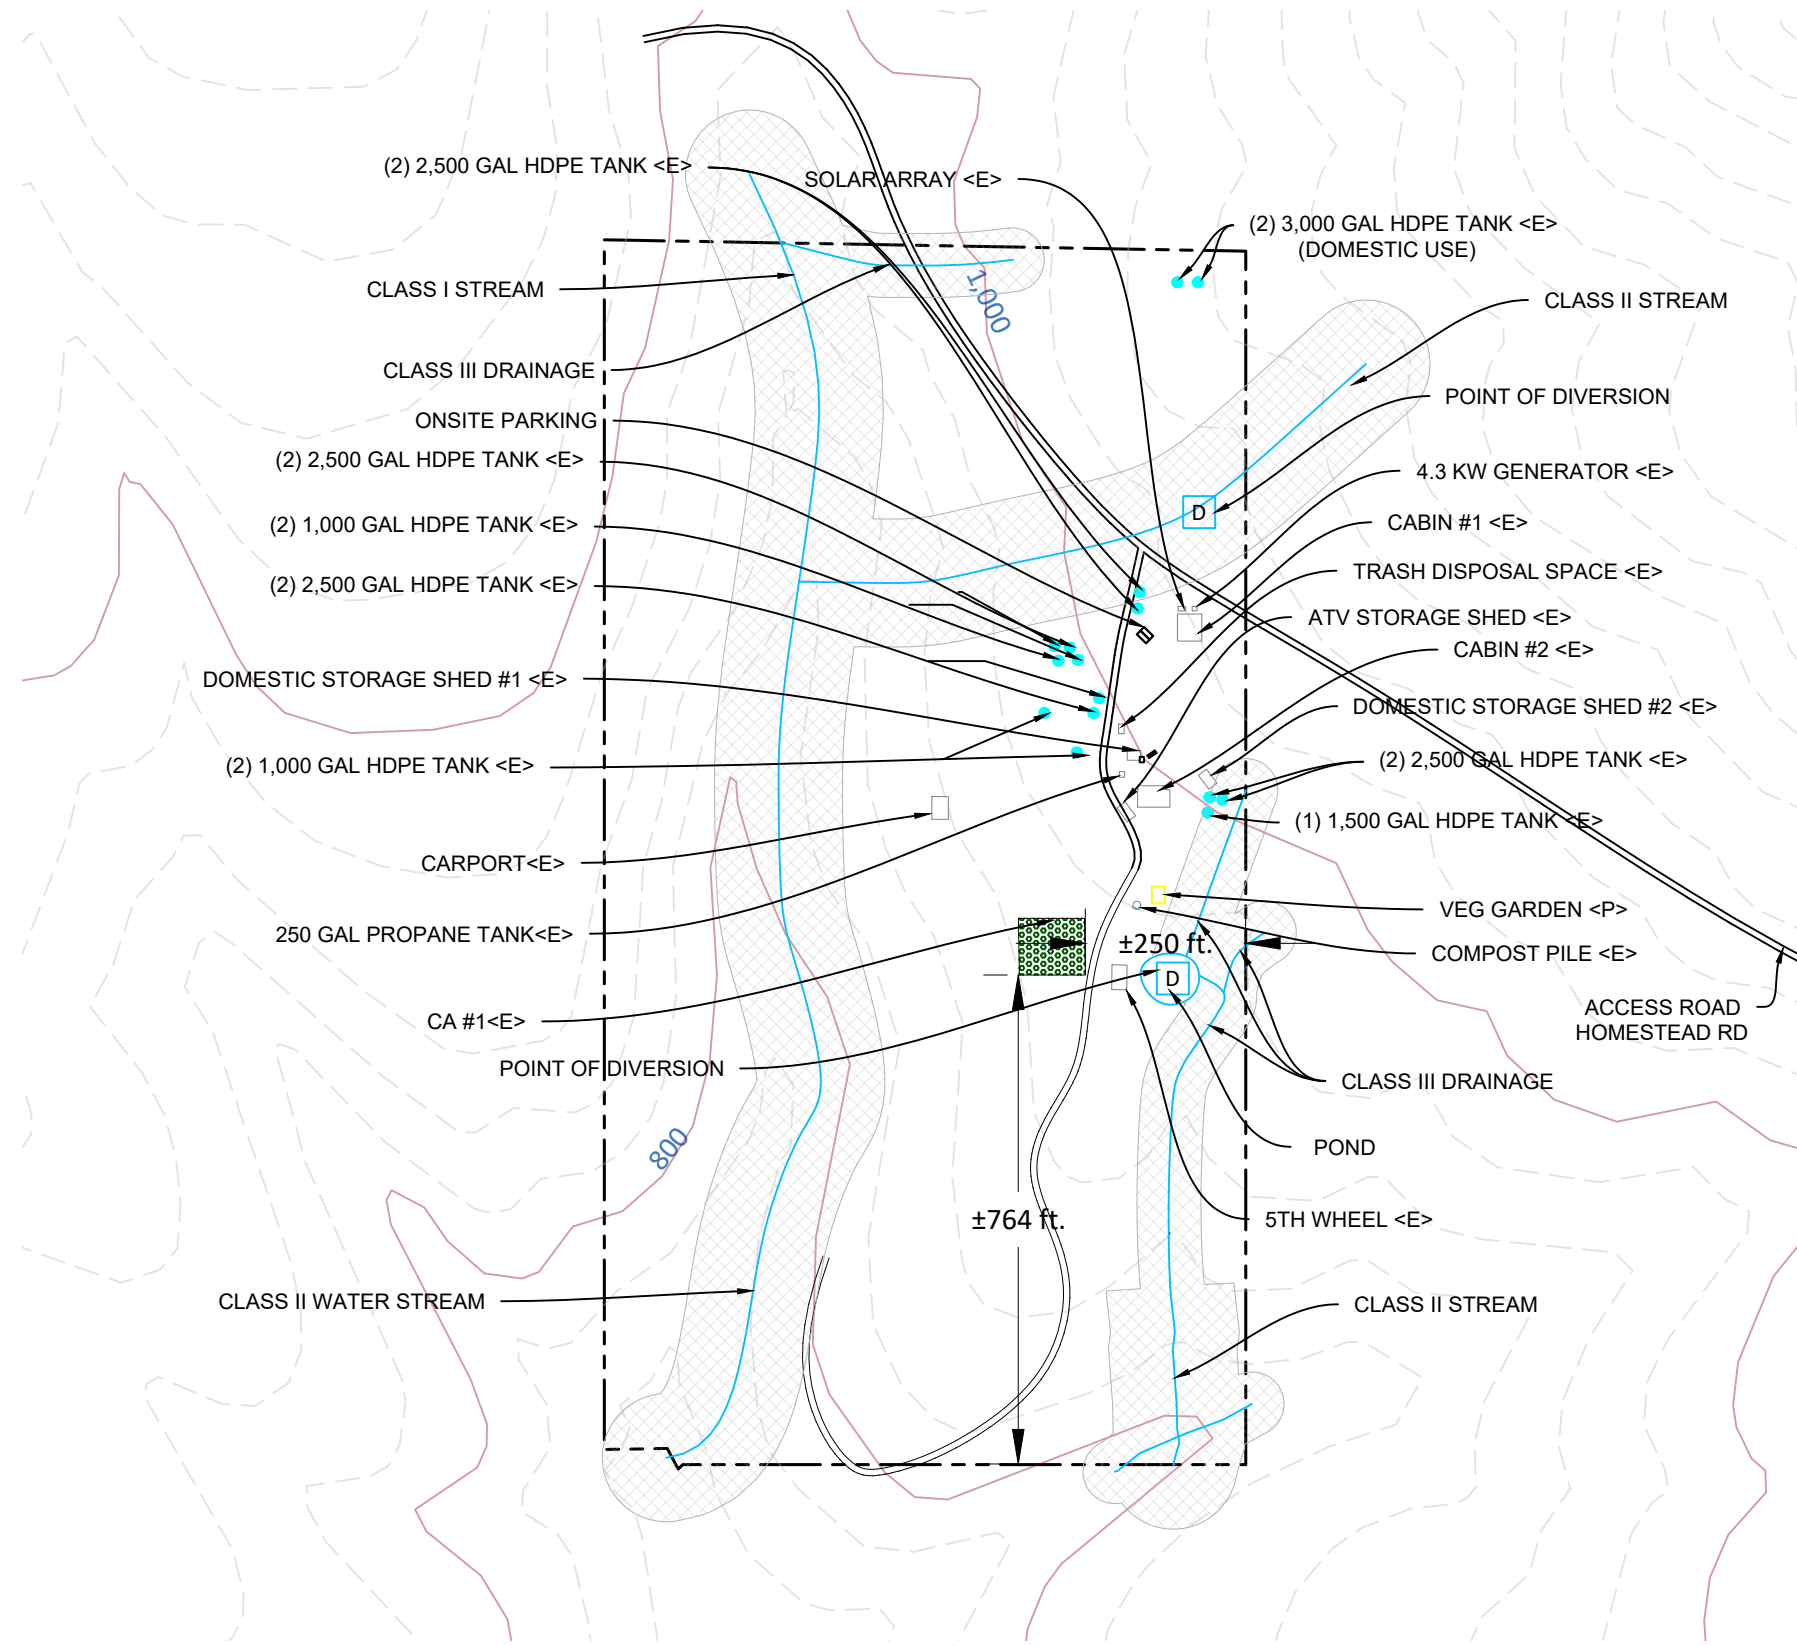 (2) 2,500 GAL HDPE TANK <E>
SOLAR ARRAY <E>
(2) 3,000 GAL HDPE TANK <E>
(DOMESTIC USE)
CLASS I STREAM
1,000
CLASS II STREAM
CLASS III DRAINAGE
POINT OF DIVERSION
ONSITE PARKING
(2) 2,500 GAL HDPE TANK <E>
4.3 KW GENERATOR <E>
D
(2) 1,000 GAL HDPE TANK <E>
CABIN #1 <E>
(2) 2,500 GAL HDPE TANK <E>
TRASH DISPOSAL SPACE <E>
ATV STORAGE SHED <E>
CABIN #2 <E>
DOMESTIC STORAGE SHED #1 <E>
DOMESTIC STORAGE SHED #2 <E>
(2) 1,000 GAL HDPE TANK <E>
(2) 2,500 GAL HDPE TANK <E>
(1) 1,500 GAL HDPE TANK <E>
CARPORT<E>
VEG GARDEN <P>
250 GAL PROPANE TANK<E>
±250 ft.
COMPOST PILE <E>
D
CA #1<E>
ACCESS ROAD
HOMESTEAD RD
POINT OF DIVERSION
CLASS III DRAINAGE
800
POND
±764 ft.
5TH WHEEL <E>
CLASS II WATER STREAM
CLASS II STREAM